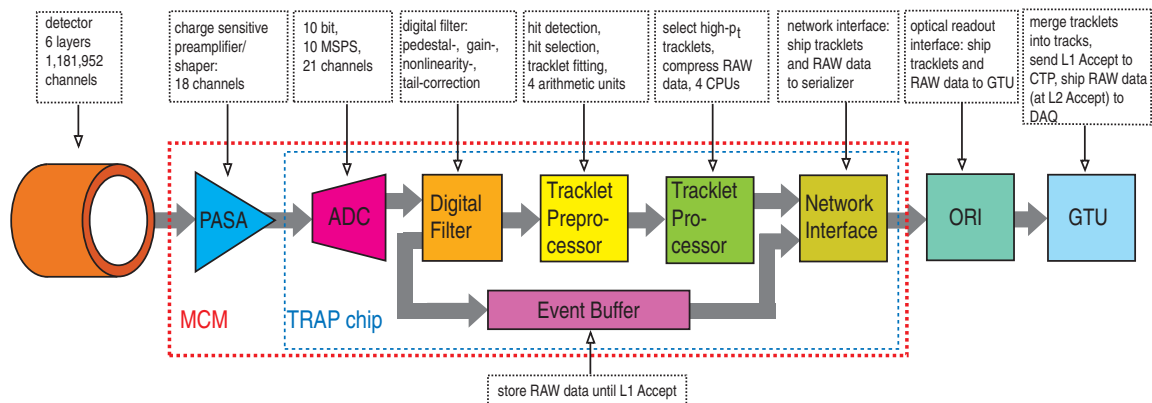 detector
6 layers
1,181,952
channels
charge sensitive
preamplifier/
shaper:
18 channels
10 bit,
10 MSPS,
21 channels
digital filter:
pedestal-, gain-,
nonlinearity-,
tail-correction
hit detection,
hit selection,
tracklet fitting,
4 arithmetic units
select high-pt
tracklets,
compress RAW
data, 4 CPUs
network interface:
ship tracklets
and RAW data
to serializer
optical readout
interface: ship
tracklets and
RAW data to GTU
merge tracklets
into tracks,
send L1 Accept to
CTP, ship RAW data
(at L2 Accept) to
DAQ
PASA
ADC
Digital
Filter
Tracklet
Prepro-
cessor
Tracklet
Pro-
cessor
Network
Interface
ORI
GTU
Event Buffer
MCM
TRAP chip
store RAW data until L1 Accept